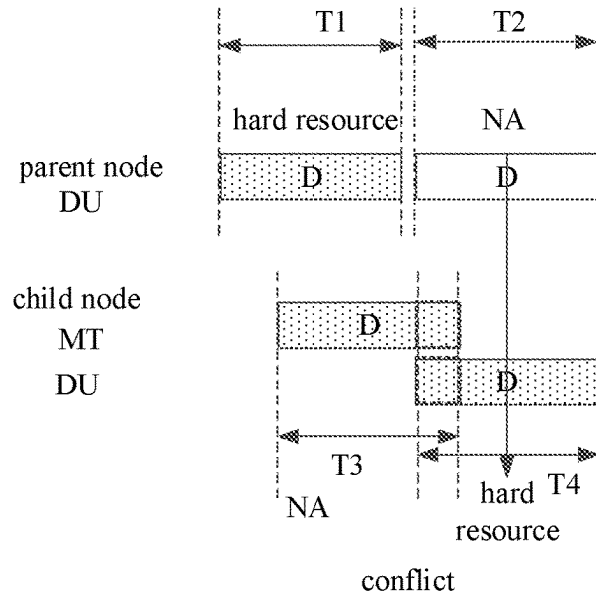 T1 T2
hard resource NA
parent node
DU
D D
child node
MT
D
DU
D
T3
T4
NA
hard
resource
conflict